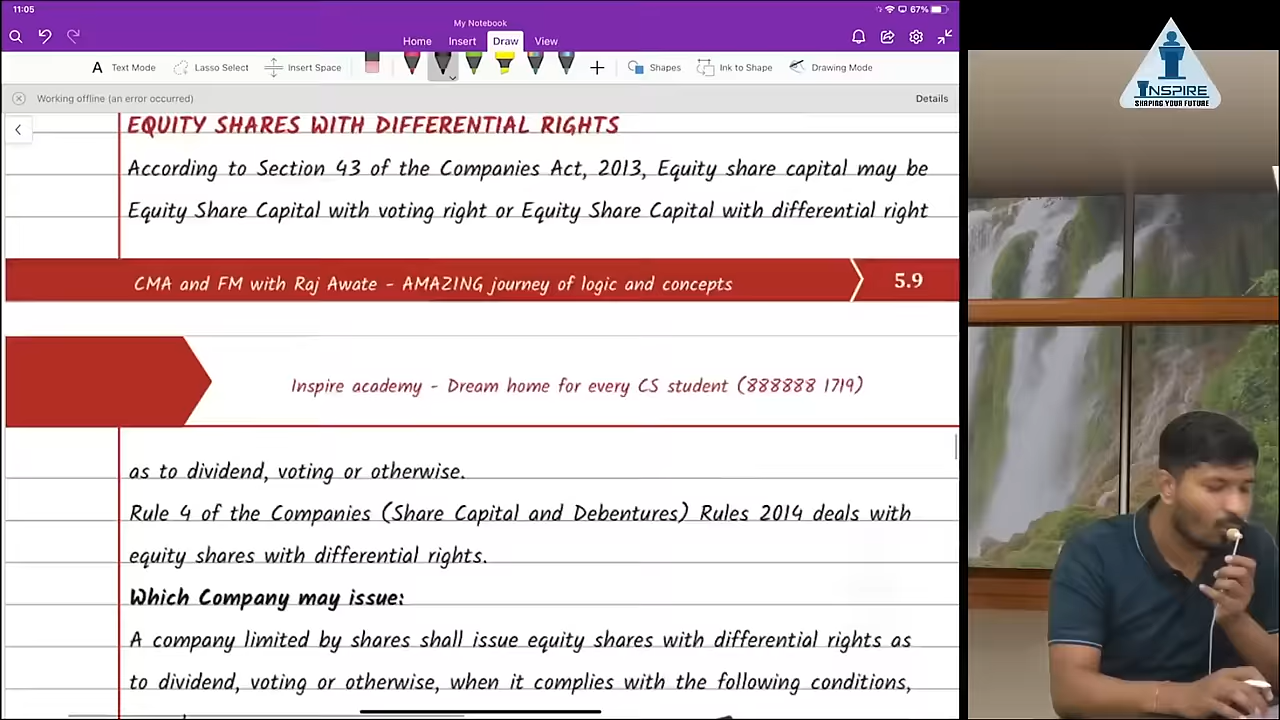 11:05
67%
My Notebook
Home Insert Draw View
Text Mode Lasso Select Insert Space Shapes Ink to Shape Drawing Mode
Working offline (an error occurred) Details
EQUITY SHARES WITH DIFFERENTIAL RIGHTS
According to Section 43 of the Companies Act, 2013, Equity share capital may be
Equity Share Capital with voting right or Equity Share Capital with differential right
CMA and FM with Raj Awate - AMAZING journey of logic and concepts 5.9
Inspire academy - Dream home for every CS student (888888 1719)
as to dividend, voting or otherwise.
Rule 4 of the Companies (Share Capital and Debentures) Rules 2014 deals with
equity shares with differential rights.
Which Company may issue:
A company limited by shares shall issue equity shares with differential rights as
to dividend, voting or otherwise, when it complies with the following conditions,
INSPIRE
SHAPING YOUR FUTURE